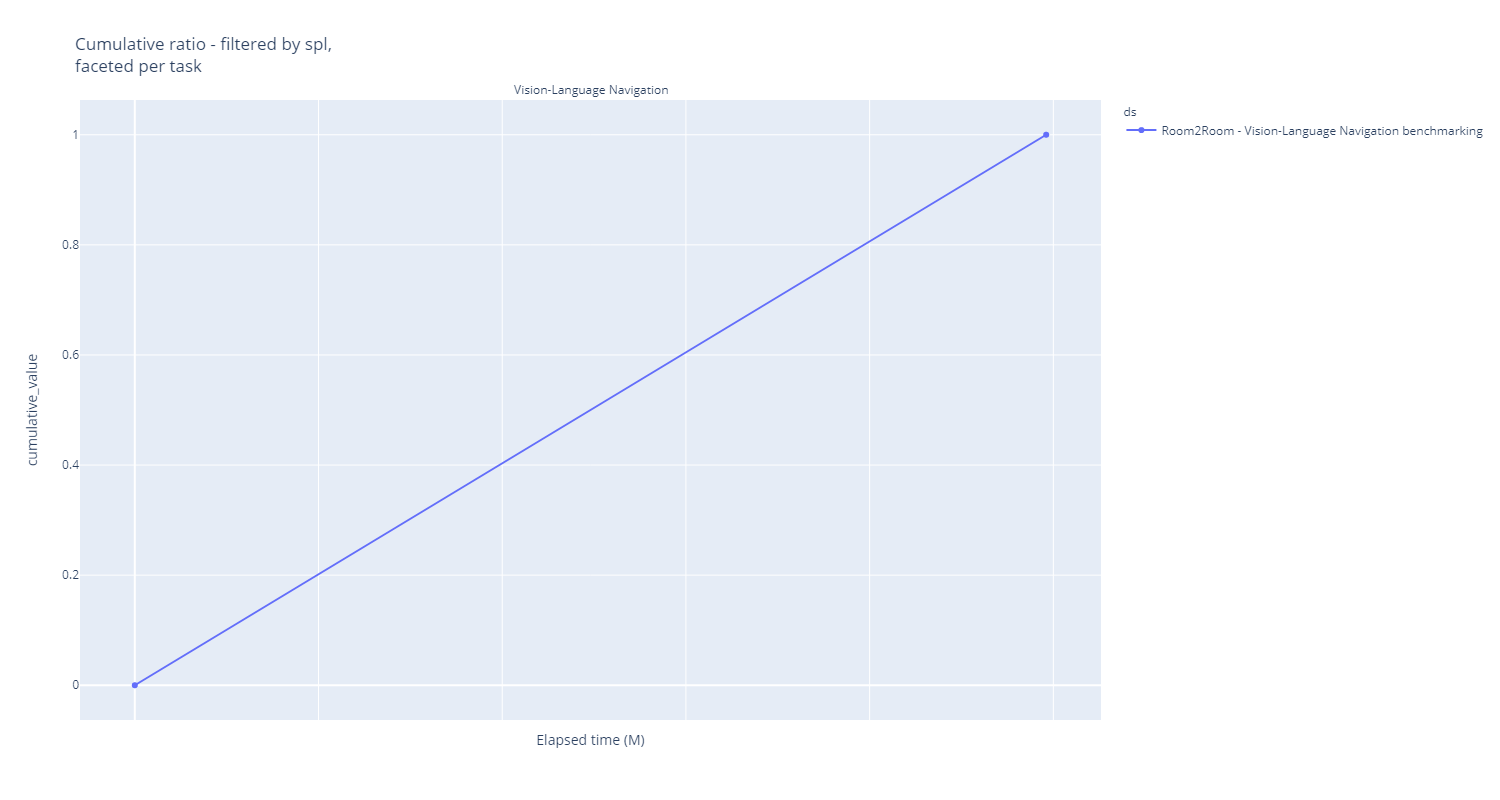 Cumulative ratio - filtered by spl,
faceted per task
Vision-Language Navigation
ds
Room2Room - Vision-Language Navigation benchmarking
1
0.8
0.6
0.4
0.2
0
cumulative_value
Elapsed time (M)